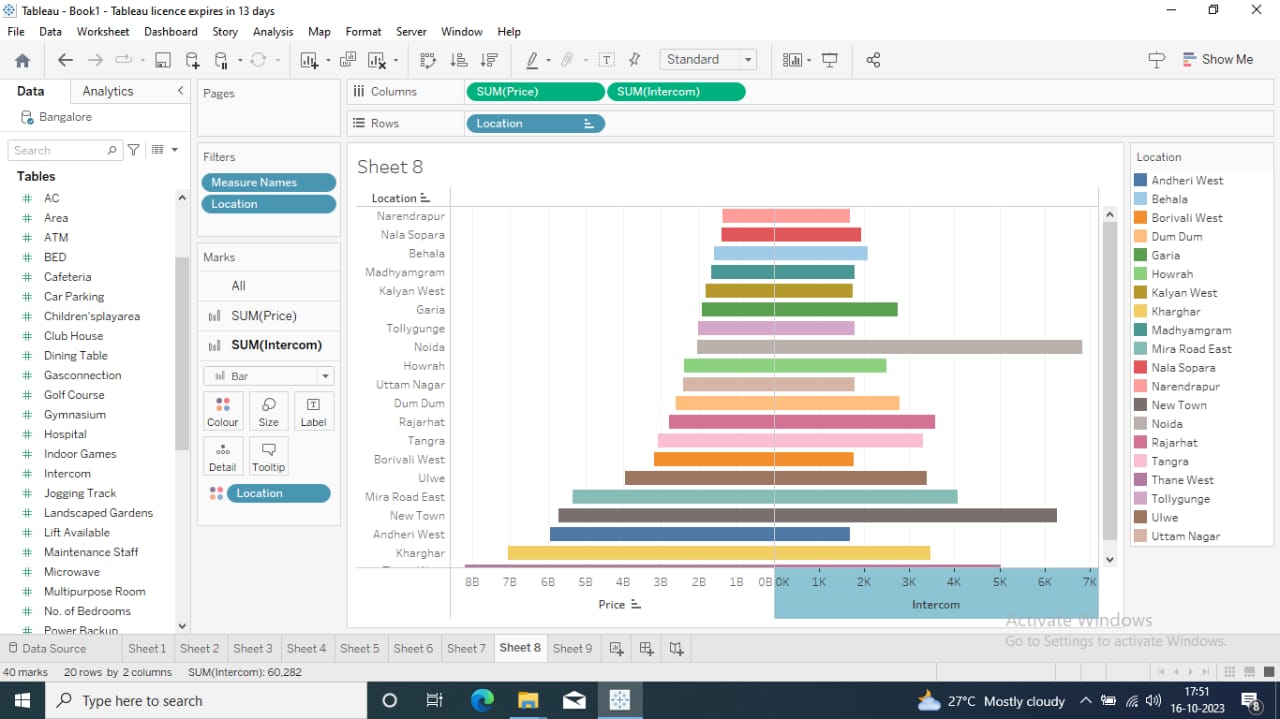 Tableau - Book1 - Tableau licence expires in 13 days
File Data Worksheet Dashboard Story Analysis Map Format Server Window Help
Standard
Show Me
Data Analytics
Bangalore
Search
Tables
AC
Area
ATM
BED
Cafeteria
Car Parking
Children'splayarea
Club House
Dining Table
Gasconnection
Golf Course
Gymnasium
Hospital
Indoor Games
Intercom
Jogging Track
Landscaped Gardens
Lift Available
Maintenance Staff
Microwave
Multipurpose Room
No. of Bedrooms
Power Backup
Pages
Filters
Measure Names
Location
Marks
All
SUM(Price)
SUM(Intercom)
Bar
Colour Size Label
Detail Tooltip
Location
Columns SUM(Price) SUM(Intercom)
Rows Location
Sheet 8
Location
Narendrapur
Nala Sopara
Behala
Madhyamgram
Kalyan West
Garia
Tollygunge
Noida
Howrah
Uttam Nagar
Dum Dum
Rajarhat
Tangra
Borivali West
Ulwe
Mira Road East
New Town
Andheri West
Kharghar
8B 7B 6B 5B 4B 3B 2B 1B 0B 0K 1K 2K 3K 4K 5K 6K 7K
Price Intercom
Location
Andheri West
Behala
Borivali West
Dum Dum
Garia
Howrah
Kalyan West
Kharghar
Madhyamgram
Mira Road East
Nala Sopara
Narendrapur
New Town
Noida
Rajarhat
Tangra
Thane West
Tollygunge
Ulwe
Uttam Nagar
Activate Windows
Go to Settings to activate Windows.
Data Source Sheet 1 Sheet 2 Sheet 3 Sheet 4 Sheet 5 Sheet 6 Sheet 7 Sheet 8 Sheet 9
40 marks 20 rows by 2 columns SUM(Intercom): 60,282
Type here to search
27°C Mostly cloudy
17:51
16-10-2023
8